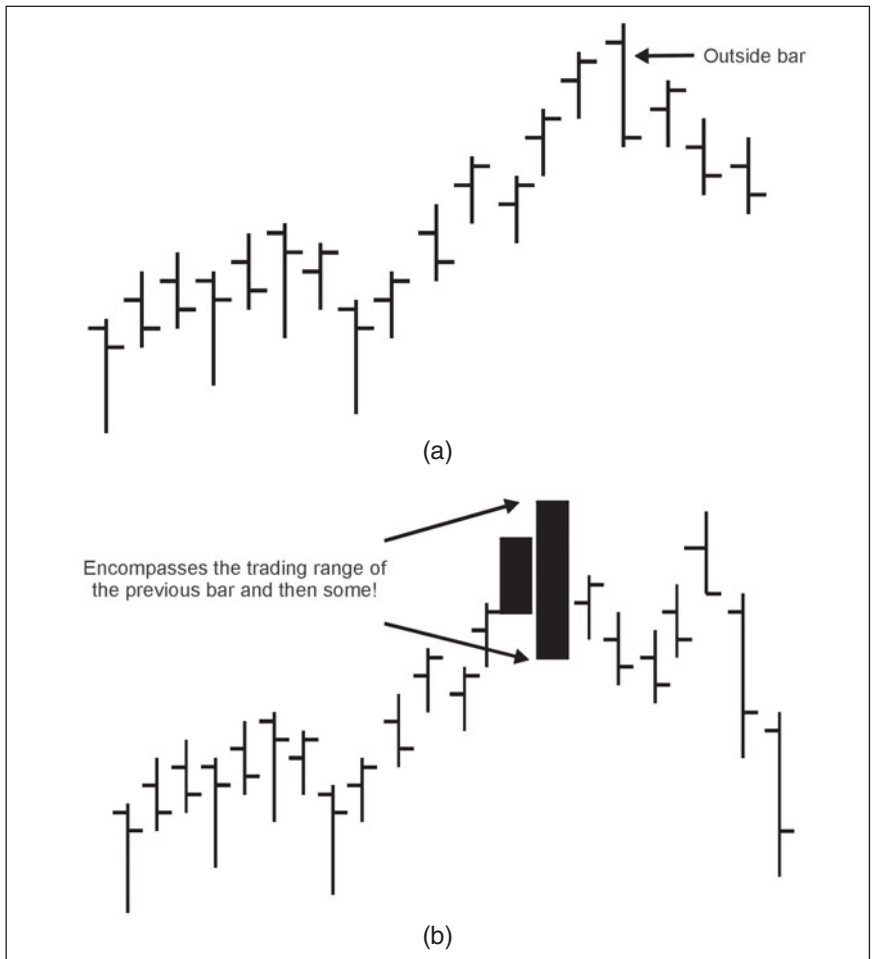 Outside bar
(a)
Encompasses the trading range of
the previous bar and then some!
(b)